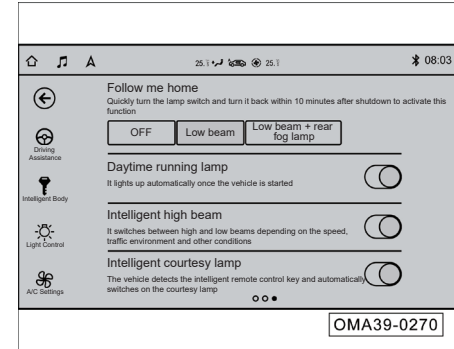 25.ï 25.ï 08:03
Follow me home
Quickly turn the lamp switch and turn it back within 10 minutes after shutdown to activate this
function
OFF
Low beam
Low beam + rear
fog lamp
Driving
Assistance
Daytime running lamp
It lights up automatically once the vehicle is started
Intelligent Body
Intelligent high beam
It switches between high and low beams depending on the speed,
traffic environment and other conditions
Light Control
Intelligent courtesy lamp
The vehicle detects the intelligent remote control key and automatically
switches on the courtesy lamp
A/C Settings
OMA39-0270